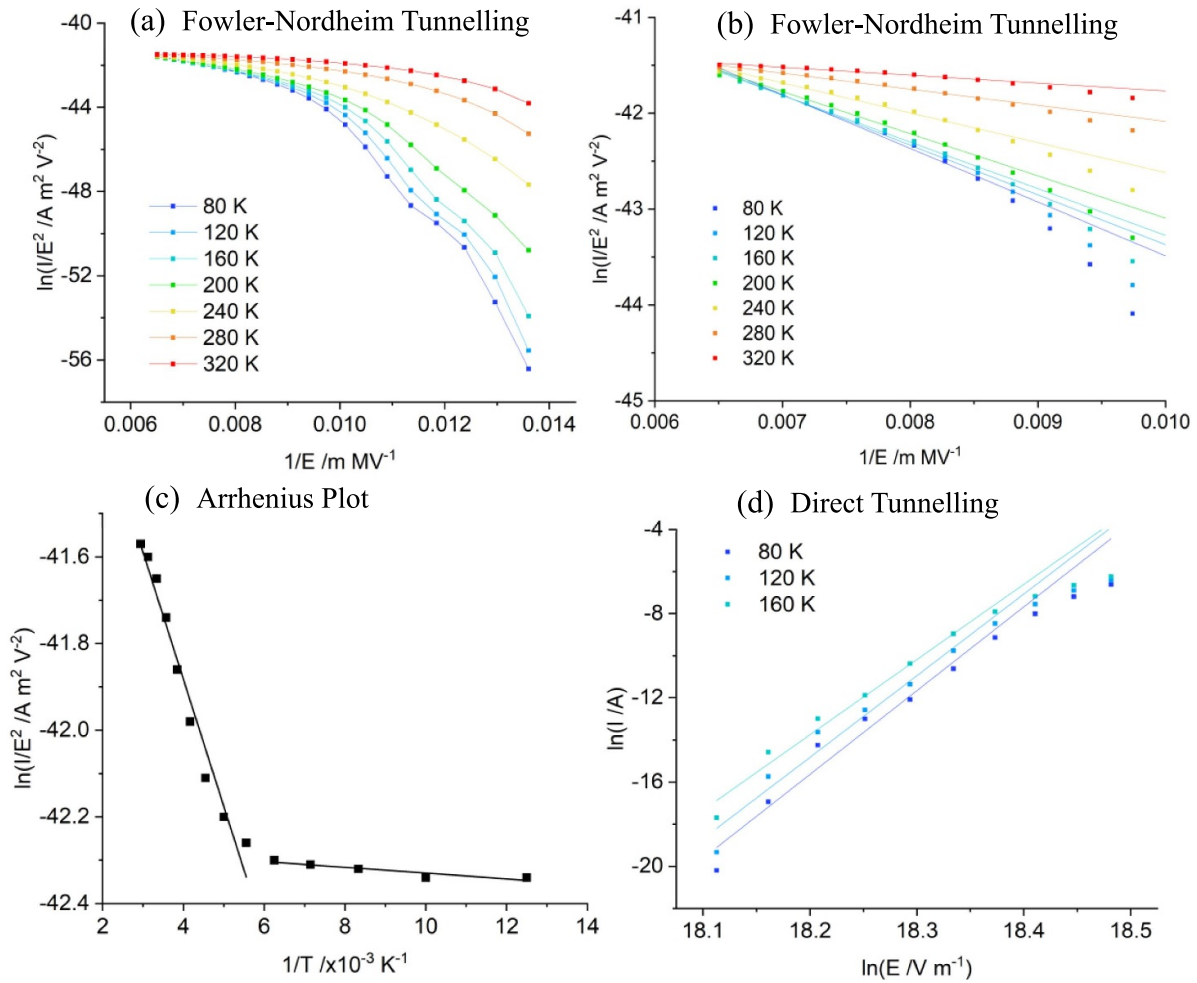 (a) Fowler-Nordheim Tunnelling
-40
-44
-48
-52
-56
ln(I/E² /A m² V⁻²)
80 K
120 K
160 K
200 K
240 K
280 K
320 K
0.006 0.008 0.010 0.012 0.014
1/E /m MV⁻¹
(b) Fowler-Nordheim Tunnelling
-41
-42
-43
-44
-45
ln(I/E² /A m² V⁻²)
80 K
120 K
160 K
200 K
240 K
280 K
320 K
0.006 0.007 0.008 0.009 0.010
1/E /m MV⁻¹
(c) Arrhenius Plot
-41.6
-41.8
-42.0
-42.2
-42.4
ln(I/E² /A m² V⁻²)
2 4 6 8 10 12 14
1/T /x10⁻³ K⁻¹
(d) Direct Tunnelling
-4
-8
-12
-16
-20
ln(I /A)
80 K
120 K
160 K
18.1 18.2 18.3 18.4 18.5
ln(E /V m⁻¹)